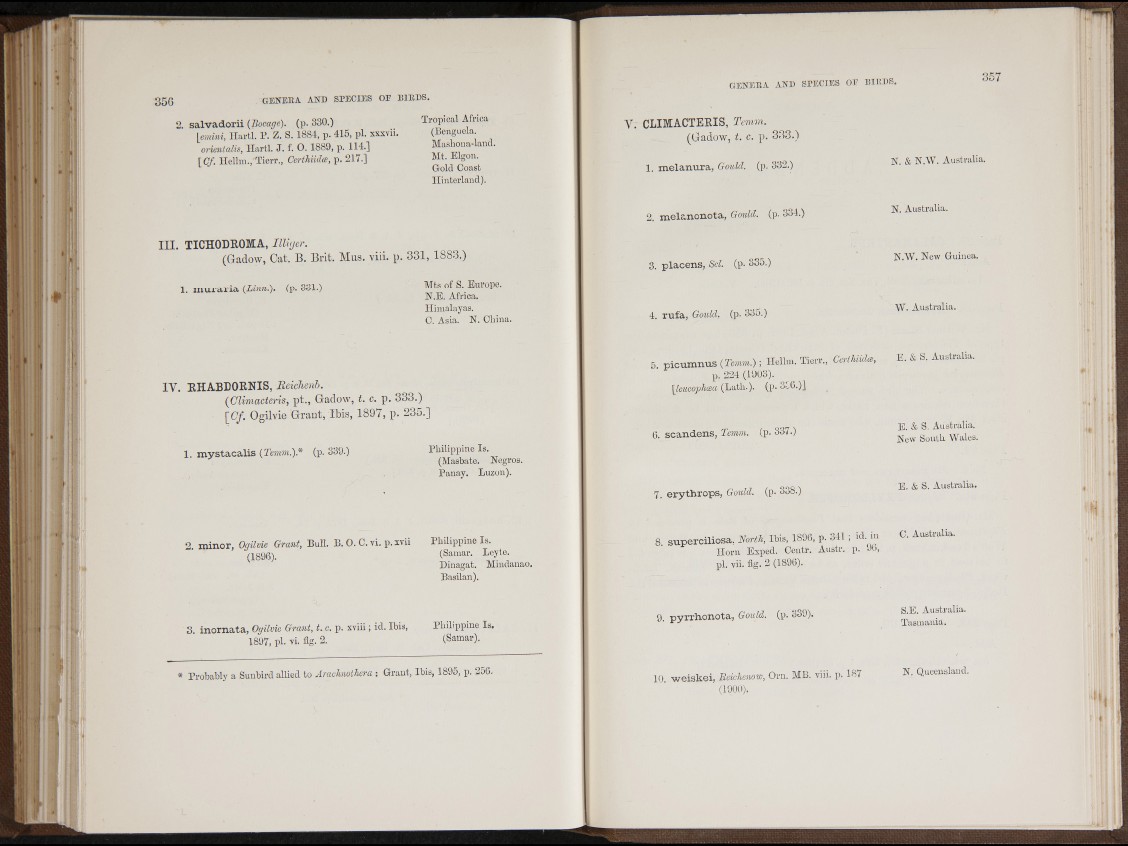 356 GENERA AND SPECIES OF BIRDS.
2. salvadorii (Bocage). (p. 330.) Tropical Africa
[emini, Hartl. P. Z. S. 1884, p. 415, pl. xxxvii. (Benguela.
orientalis, Hartl. J. f. O. 1889, p. 114.] Mashona-land.
[Cf. Hellm., Tierr., Certhiidæ, p. 217.] Mt. Elgon.
Gold Coast
Hinterland).
III. TICHODROMA, Illiger.
(Gadow, Cat. B. Brit. Mus. viii. p. 331, 1883.)
1. muraria (Linn.). (p. 331.) Mts of S. Europe.
N.E. Africa.
Himalayas.
C. Asia. N. China.
IV. RHABDORNIS, Reichenb.
(Climacteris, pt., Gadow, t. c. p. 333.)
[Cf. Ogilvie Grant, Ibis, 1897, p. 235.]
1. mystacalis (Temm.).* (p. 339.) Philippine Is.
(Masbate. Negros.
Panay. Luzon).
2. minor, Ogilvie Grant, Bull. B. O. C. vi. p. xvii Philippine Is.
(1896). (Samar. Leyte.
Dinagat. Mindanao.
Basilan).
3. inornata, Ogilvie Grant, t. c. p. xviii; id. Ibis, Philippine Is.
1897, pl. vi. fig. 2. (Samar).
* Probably a Sunbird allied to Arachnothera; Grant, Ibis, 1895, p. 256.
GENERA AND SPECIES OF BIRDS. 357
V. CLIMACTERIS, Temm.
(Gadow, t. c. p. 333.)
1. melanura, Gould. (p. 332.) N. & N.W. Australia.
2. melanonota, Gould. (p. 334.) N. Australia.
3. placens, Scl. (p. 335.) N.W. New Guinea.
4. rufa, Gould. (p. 335.) W. Australia.
5. picumnus (Temm.); Hellm. Tierr., Certhiidæ, E. & S. Australia.
p. 224 (1903).
[leucophæa (Lath.). (p. 336.)]
6. scandens, Temm. (p. 337.) E. & S. Australia.
New South Wales.
7. erythrops, Gould. (p. 338.) E. & S. Australia.
8. superciliosa, North, Ibis, 1896, p. 341; id. in C. Australia.
Horn Exped. Centr. Austr. p. 96,
pl. vii. fig. 2 (1896).
9. pyrrhonota, Gould. (p. 339). S.E. Australia.
Tasmania.
10. weiskei, Reichenow, Orn. MB. viii. p. 187 N. Queensland.
(1900).